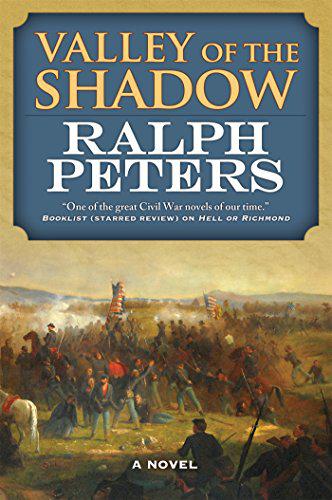 VALLEY OF THE
SHADOW
RALPH
PETERS
“One of the great Civil War novels of our time.”
BOOKLIST (STARRED REVIEW) ON HELL OR RICHMOND
A NOVEL